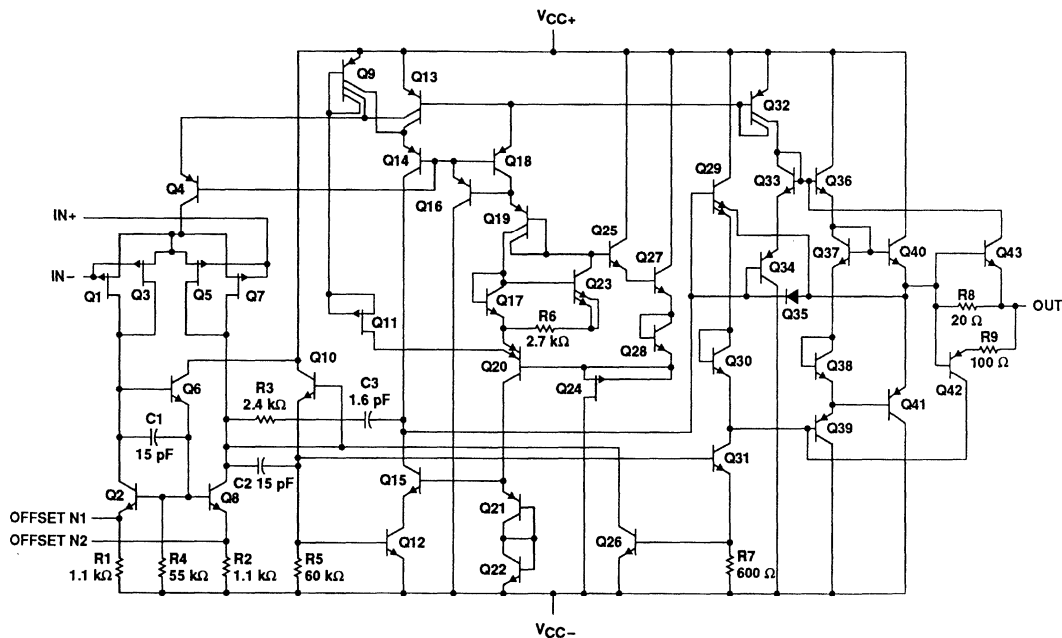 VCC+
Q9
Q13
Q32
Q14
Q18
Q29
Q33
Q36
Q4
Q16
IN+
Q19
Q25
Q27
Q34
Q37
Q40
Q43
IN-
Q1
Q3
Q5
Q7
Q23
Q35
R8
20 Ω
OUT
Q17
Q11
R6
2.7 kΩ
Q28
R9
100 Ω
Q10
Q30
Q38
Q6
R3
2.4 kΩ
C3
1.6 pF
Q20
Q24
Q42
Q41
C1
15 pF
Q39
Q31
Q2
Q8
C2 15 pF
Q15
Q21
OFFSET N1
OFFSET N2
Q12
Q26
R1
1.1 kΩ
R4
55 kΩ
R2
1.1 kΩ
R5
60 kΩ
Q22
R7
600 Ω
VCC–